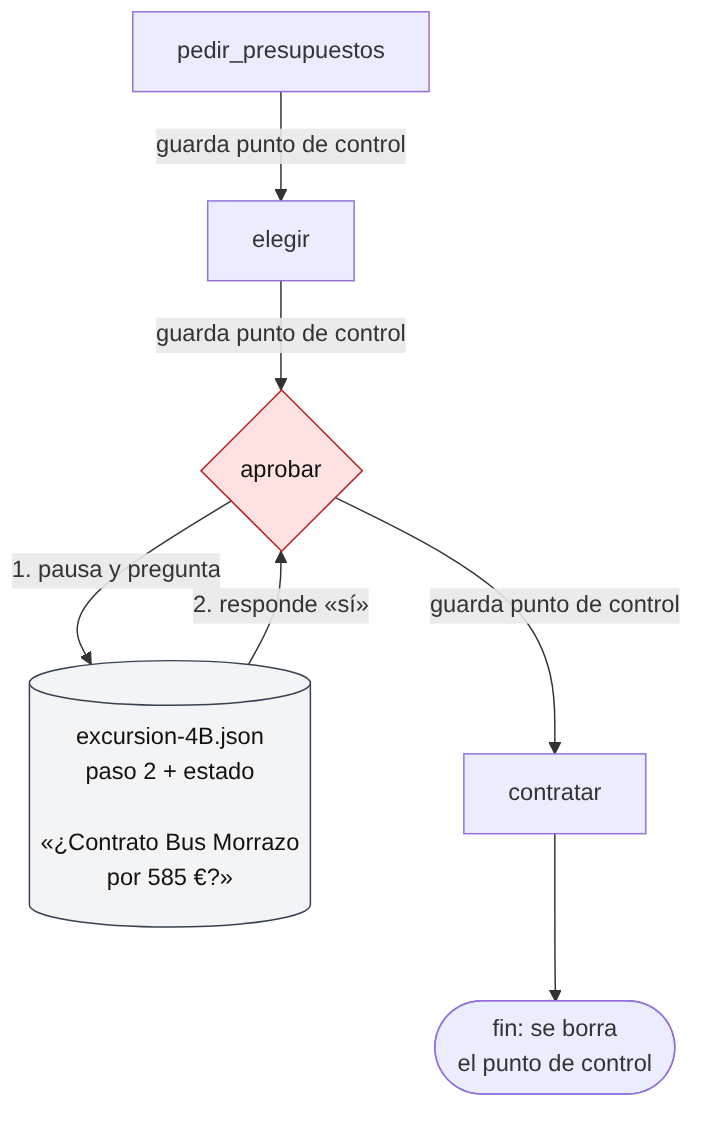 pedir_presupuestos
guarda punto de control
elegir
guarda punto de control
aprobar
1. pausa y pregunta
2. responde «sí»
guarda punto de control
excursion-4B.json
paso 2 + estado
«¿Contrato Bus Morrazo
por 585 €?»
contratar
fin: se borra
el punto de control